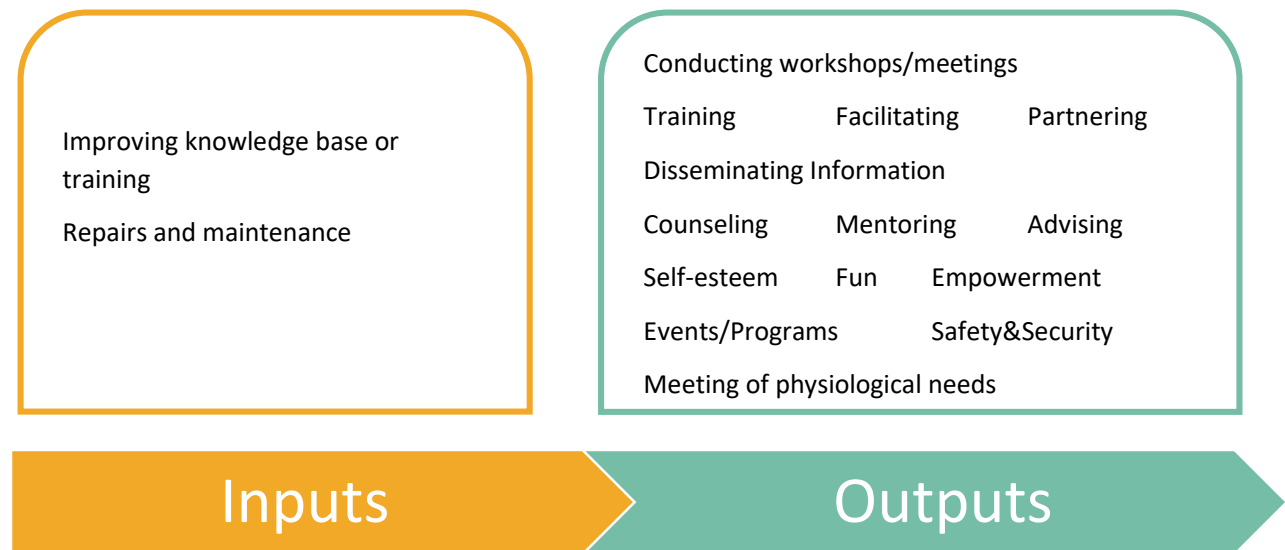 Improving knowledge base or
training
Repairs and maintenance
Conducting workshops/meetings
Training Facilitating Partnering
Disseminating Information
Counseling Mentoring Advising
Self-esteem Fun Empowerment
Events/Programs Safety&Security
Meeting of physiological needs
Inputs
Outputs